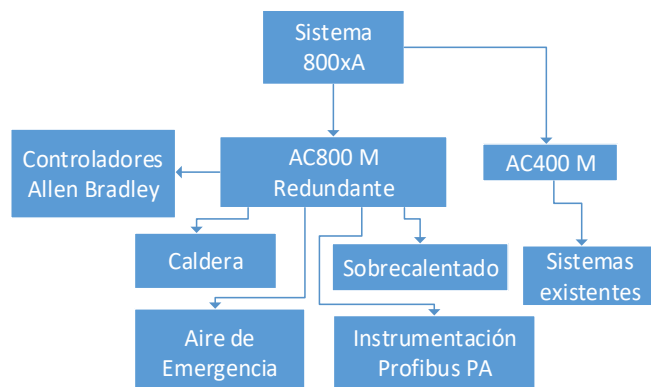 Sistema
800xA
Controladores
Allen Bradley
AC800 M
Redundante
AC400 M
Caldera
Sobrecalentado
Sistemas
existentes
Aire de
Emergencia
Instrumentación
Profibus PA